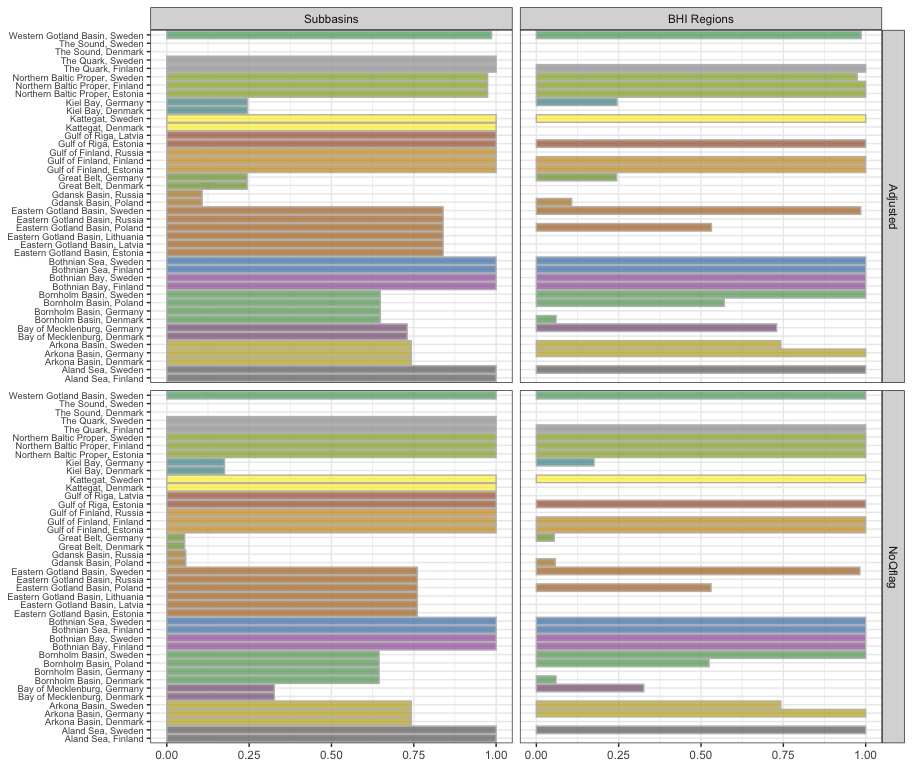 Subbasins
BHI Regions
Western Gotland Basin, Sweden
The Sound, Sweden
The Sound, Denmark
The Quark, Sweden
The Quark, Finland
Northern Baltic Proper, Sweden
Northern Baltic Proper, Finland
Northern Baltic Proper, Estonia
Kiel Bay, Germany
Kiel Bay, Denmark
Kattegat, Sweden
Kattegat, Denmark
Gulf of Riga, Latvia
Gulf of Riga, Estonia
Gulf of Finland, Russia
Gulf of Finland, Finland
Gulf of Finland, Estonia
Great Belt, Germany
Great Belt, Denmark
Gdansk Basin, Russia
Gdansk Basin, Poland
Eastern Gotland Basin, Sweden
Eastern Gotland Basin, Russia
Eastern Gotland Basin, Poland
Eastern Gotland Basin, Lithuania
Eastern Gotland Basin, Latvia
Eastern Gotland Basin, Estonia
Bothnian Sea, Sweden
Bothnian Sea, Finland
Bothnian Bay, Sweden
Bothnian Bay, Finland
Bornholm Basin, Sweden
Bornholm Basin, Poland
Bornholm Basin, Germany
Bornholm Basin, Denmark
Bay of Mecklenburg, Germany
Bay of Mecklenburg, Denmark
Arkona Basin, Sweden
Arkona Basin, Germany
Arkona Basin, Denmark
Aland Sea, Sweden
Aland Sea, Finland
Adjusted
Western Gotland Basin, Sweden
The Sound, Sweden
The Sound, Denmark
The Quark, Sweden
The Quark, Finland
Northern Baltic Proper, Sweden
Northern Baltic Proper, Finland
Northern Baltic Proper, Estonia
Kiel Bay, Germany
Kiel Bay, Denmark
Kattegat, Sweden
Kattegat, Denmark
Gulf of Riga, Latvia
Gulf of Riga, Estonia
Gulf of Finland, Russia
Gulf of Finland, Finland
Gulf of Finland, Estonia
Great Belt, Germany
Great Belt, Denmark
Gdansk Basin, Russia
Gdansk Basin, Poland
Eastern Gotland Basin, Sweden
Eastern Gotland Basin, Russia
Eastern Gotland Basin, Poland
Eastern Gotland Basin, Lithuania
Eastern Gotland Basin, Latvia
Eastern Gotland Basin, Estonia
Bothnian Sea, Sweden
Bothnian Sea, Finland
Bothnian Bay, Sweden
Bothnian Bay, Finland
Bornholm Basin, Sweden
Bornholm Basin, Poland
Bornholm Basin, Germany
Bornholm Basin, Denmark
Bay of Mecklenburg, Germany
Bay of Mecklenburg, Denmark
Arkona Basin, Sweden
Arkona Basin, Germany
Arkona Basin, Denmark
Aland Sea, Sweden
Aland Sea, Finland
NoQflag
0.00 0.25 0.50 0.75 1.00
0.00 0.25 0.50 0.75 1.00